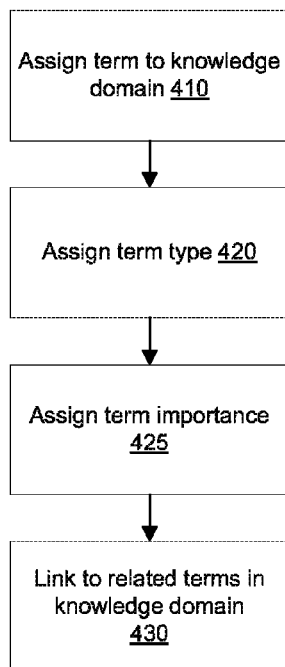 Assign term to knowledge
domain 410
Assign term type 420
Assign term importance
425
Link to related terms in
knowledge domain
430